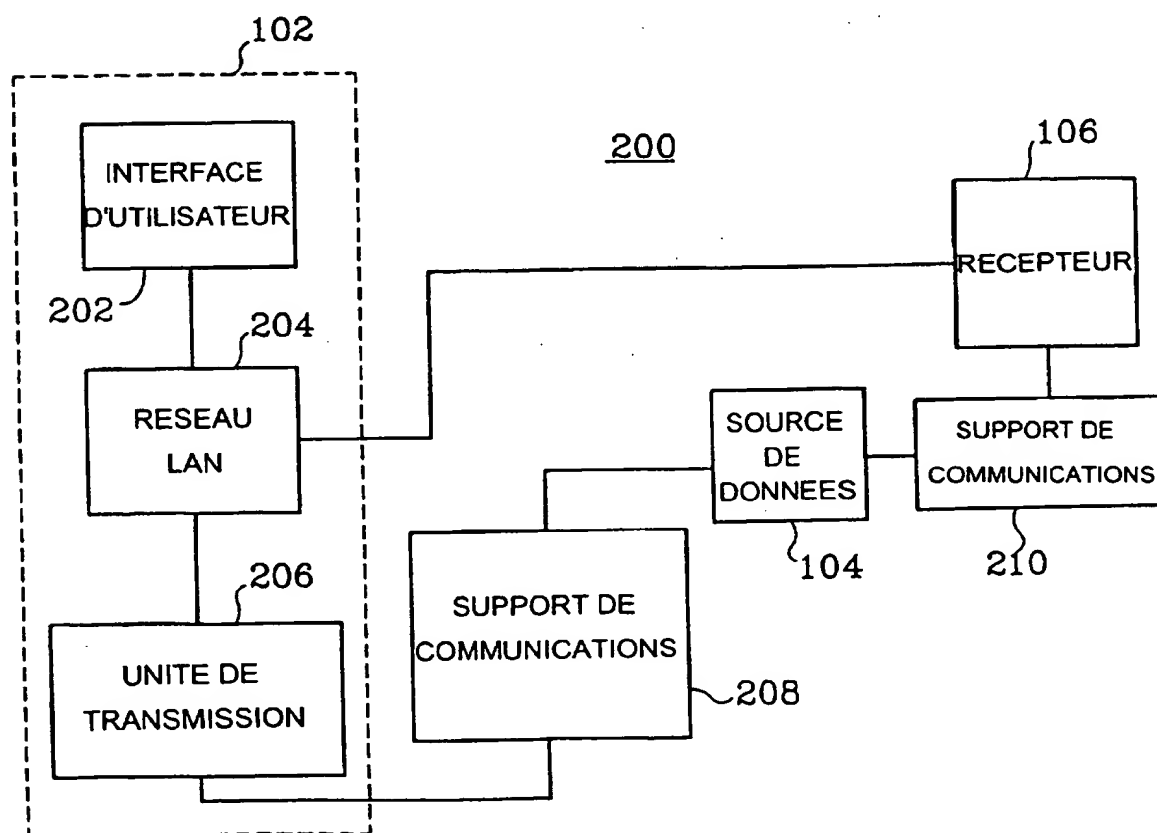 102
INTERFACE
D'UTILISATEUR
202
204
RESEAU
LAN
206
UNITE DE
TRANSMISSION
200
106
RECEPTEUR
SOURCE
DE
DONNEES
104
SUPPORT DE
COMMUNICATIONS
210
SUPPORT DE
COMMUNICATIONS
208